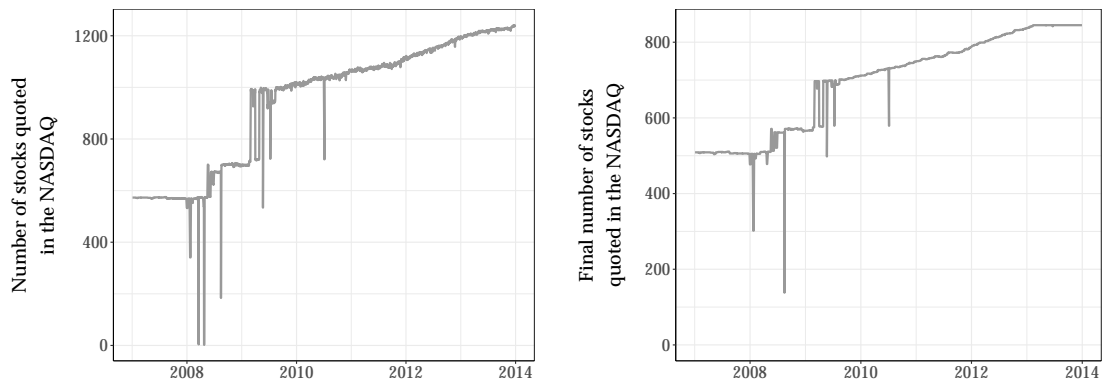 Number of stocks quoted
in the NASDAQ
1200
800
400
0
2008 2010 2012 2014
Final number of stocks
quoted in the NASDAQ
800
600
400
200
0
2008 2010 2012 2014